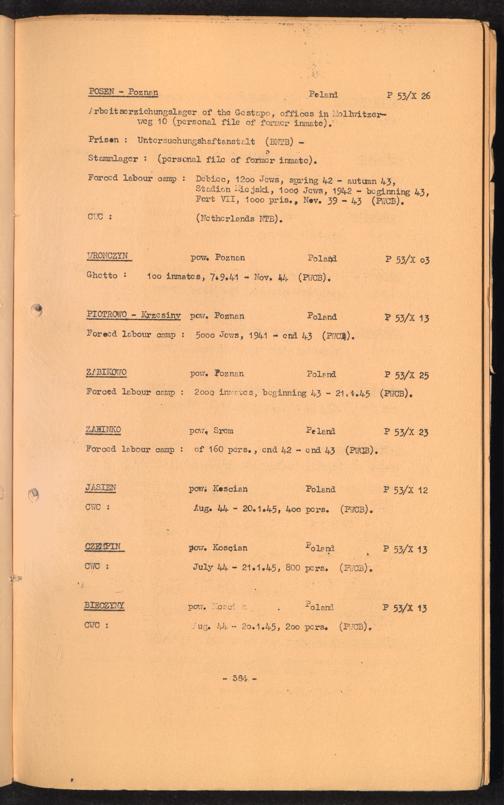 POSEN - Poznan Poland P 53/X 26
Arbeitserziehungslager of the Gestapo, offices in Mollwitzer-
weg 10 (personal file of former inmate).
Prison : Untersuchungshaftanstalt -
Stammlager : (personal file of former inmate).
Forced labour camp : Debiec, 1200 Jews, spring 42 - autumn 43,
Stadion Miejski, 1000 Jews, 1942 - beginning 43,
Fort VII, 1000 pris., Nov. 39 - 43 (PWCB).
CWC : (Netherlands NTB).
WRONCZYN pow. Poznan Poland P 53/X 03
Ghetto : 100 inmates, 7.9.41 - Nov. 44 (PWCB).
PIOTROWO - Krzesiny pow. Poznan Poland P 53/X 13
Forced labour camp : 5000 Jews, 1941 - end 43 (PWCB).
ZABIKOWO pow. Poznan Poland P 53/X 25
Forced labour camp : 2000 inmates, beginning 43 - 21.1.45 (PWCB).
pow. Srem Poland P 53/X 23
Forced labour camp : of 160 pers., end 42 - end 43 (PWCB).
JASIEN pow. Koscian Poland P 53/X 12
CWC : Aug. 44 - 20.1.45, 400 pers. (PWCB).
CZEMPIN pow. Koscian Poland P 53/X 13
CWC : July 44 - 21.1.45, 800 pers. (PWCB).
BIECZYNY pow. Poland P 53/X 13
CWC : Aug. 44 - 20.1.45, 200 pers. (PWCB).
- 384 -